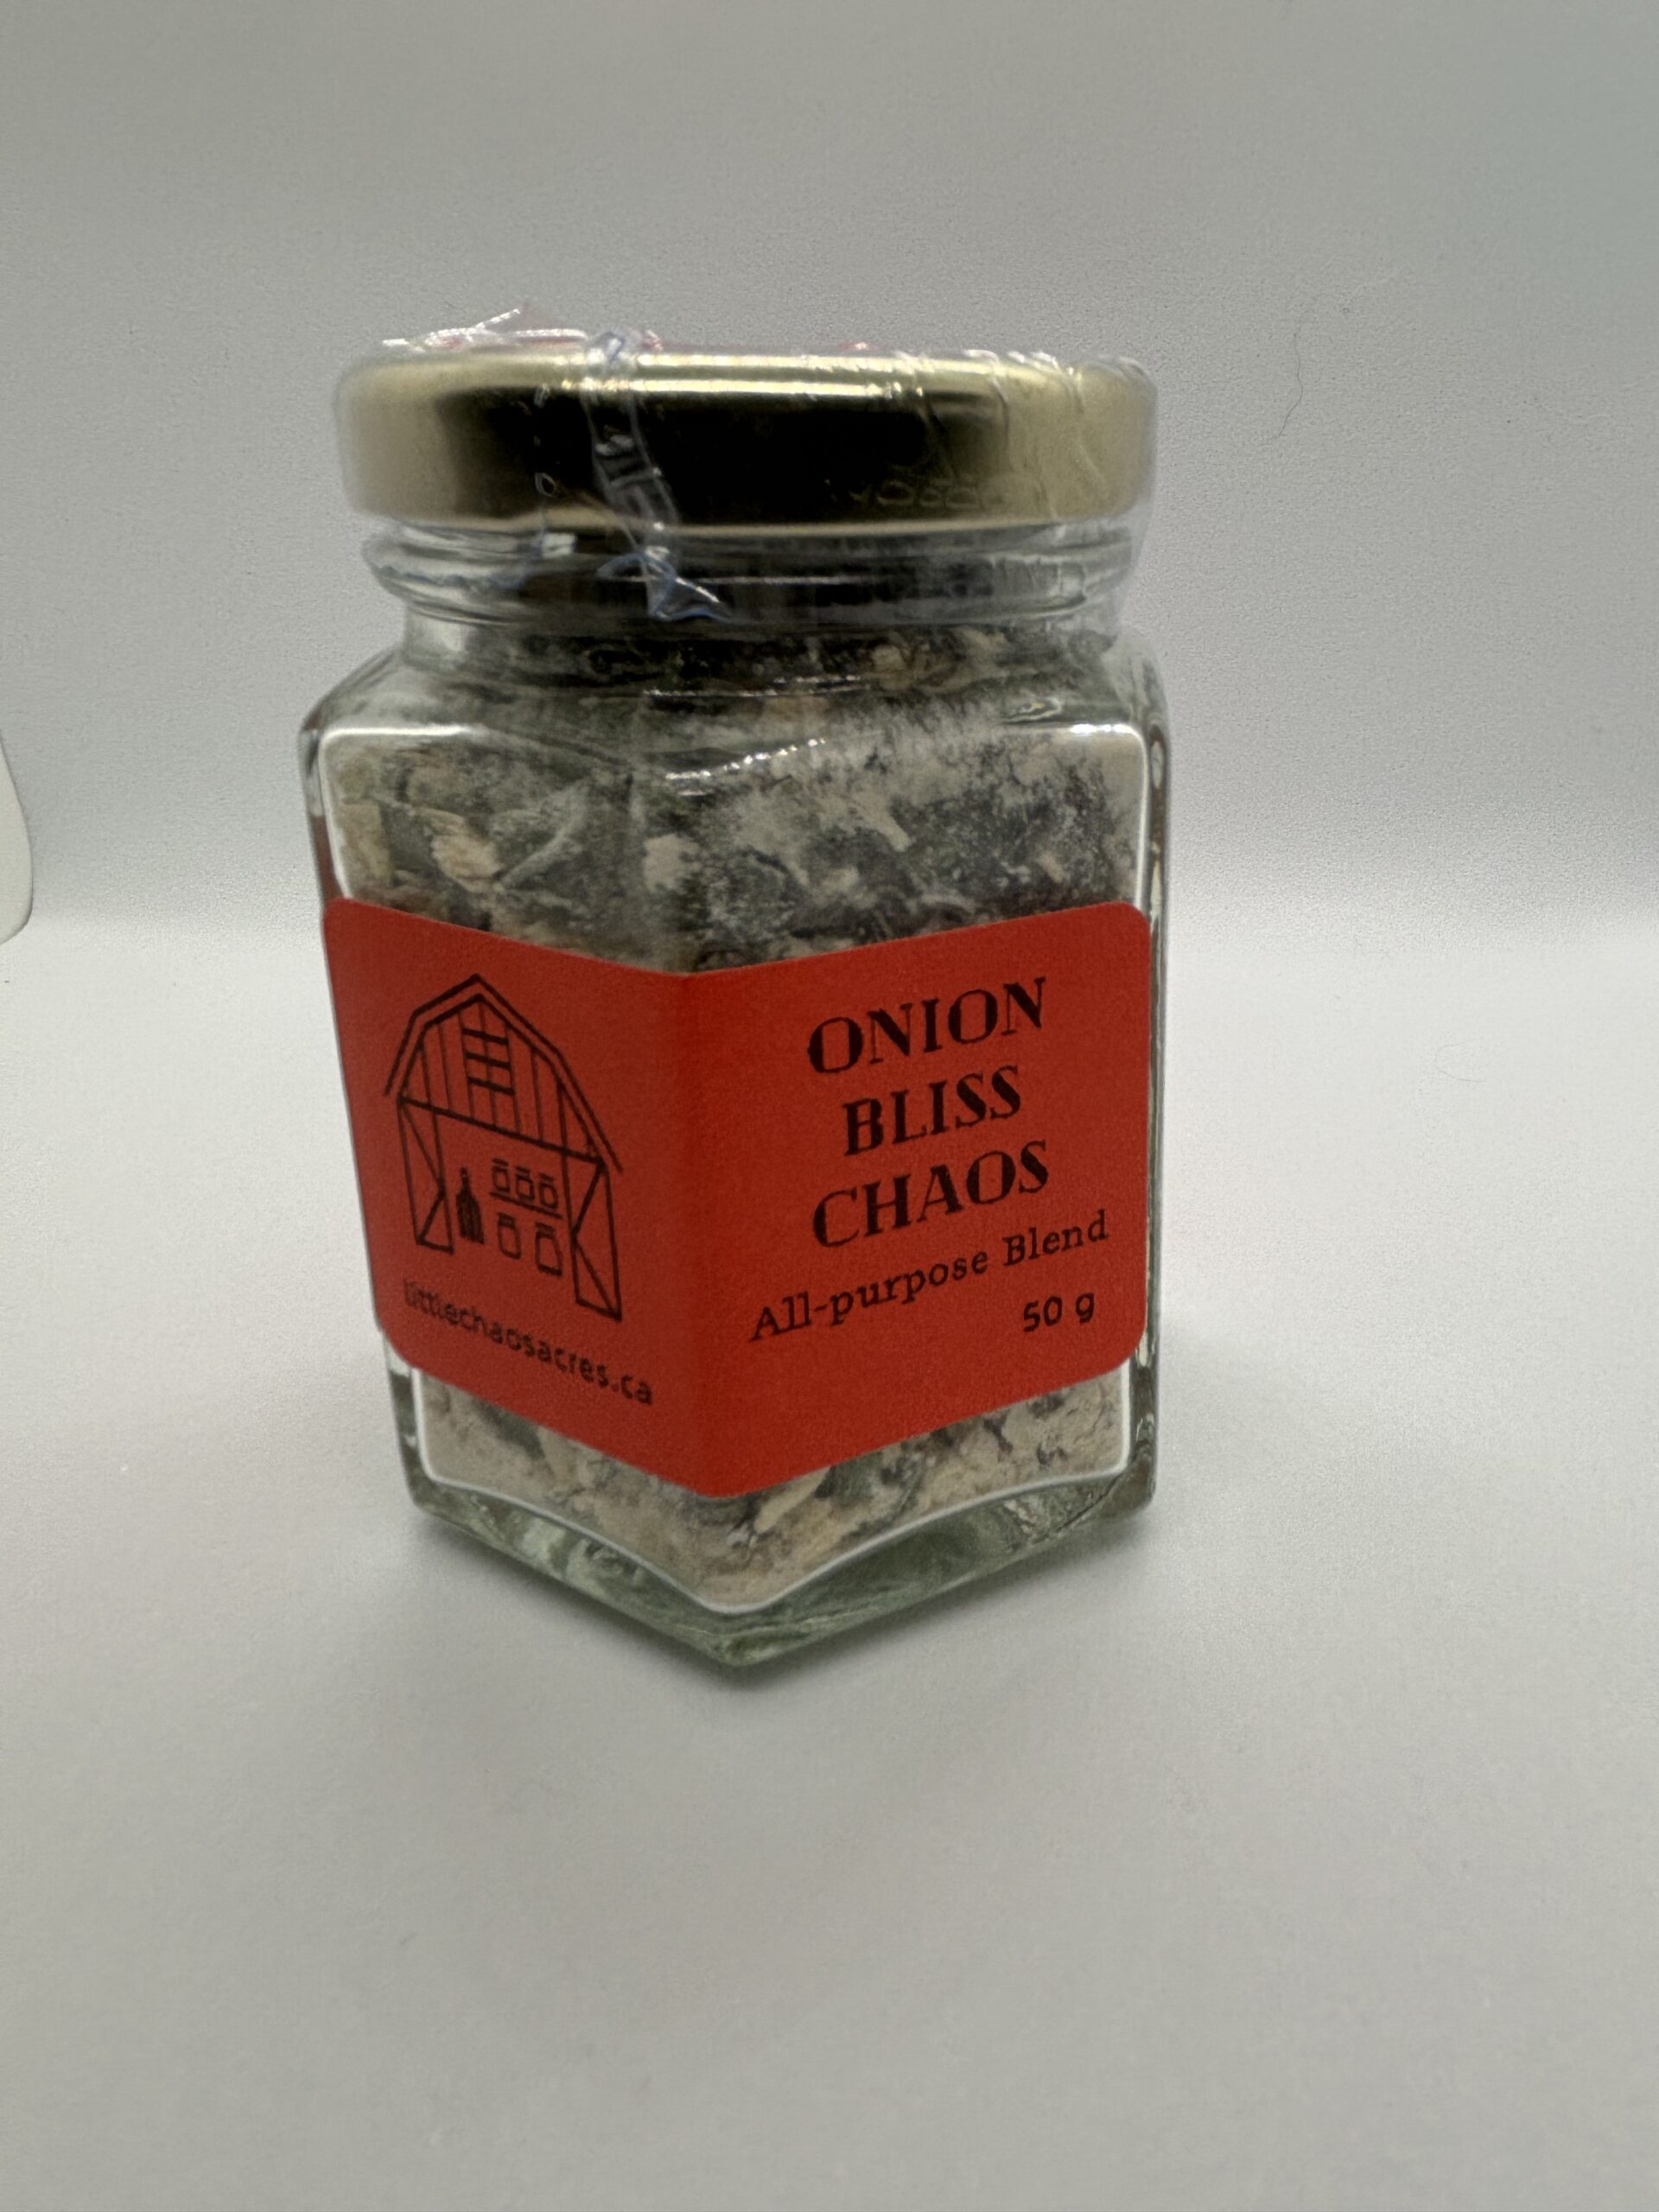 ONION
BLISS
CHAOS
All-purpose Blend
50 g
littlechaosacres.ca